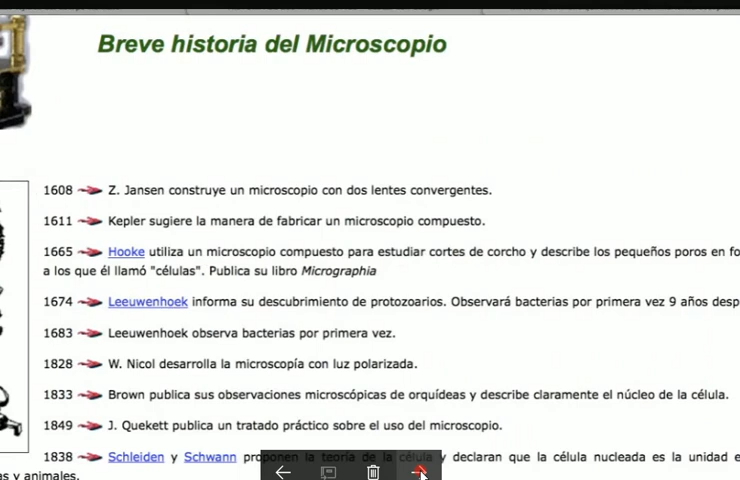 Breve historia del Microscopio
1608 Z. Jansen construye un microscopio con dos lentes convergentes.
1611 Kepler sugiere la manera de fabricar un microscopio compuesto.
1665 Hooke utiliza un microscopio compuesto para estudiar cortes de corcho y describe los pequeños poros en fo
a los que él llamó "células". Publica su libro Micrographia
1674 Leeuwenhoek informa su descubrimiento de protozoarios. Observará bacterias por primera vez 9 años desp
1683 Leeuwenhoek observa bacterias por primera vez.
1828 W. Nicol desarrolla la microscopía con luz polarizada.
1833 Brown publica sus observaciones microscópicas de orquídeas y describe claramente el núcleo de la célula.
1849 J. Quekett publica un tratado práctico sobre el uso del microscopio.
1838 Schleiden y Schwann proponen la teoría de la célula y declaran que la célula nucleada es la unidad e
as y animales.